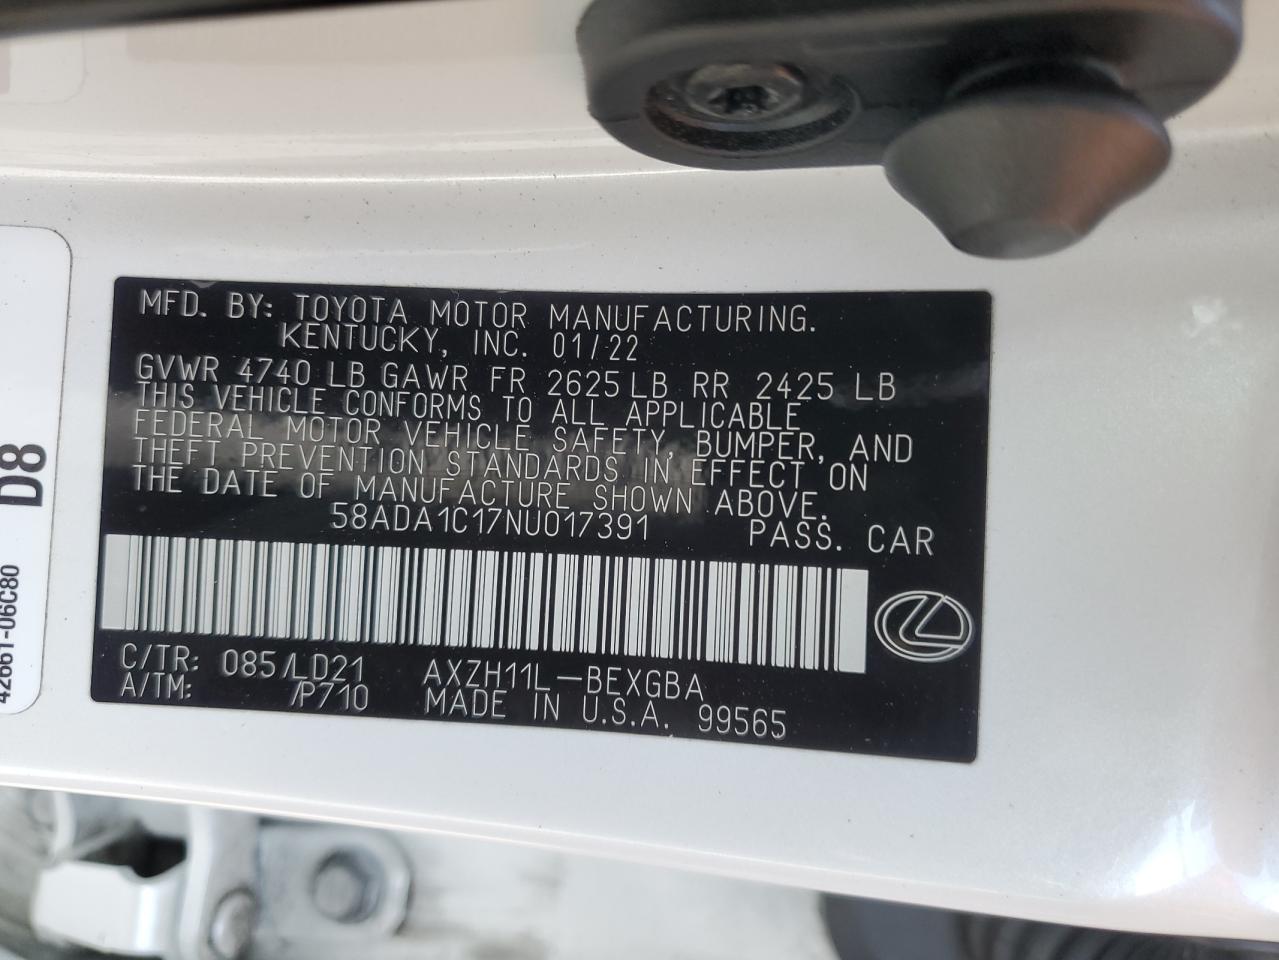 MFD. BY: TOYOTA MOTOR MANUFACTURING.
KENTUCKY, INC. 01/22
GVWR 4740 LB GAWR FR 2625 LB RR 2425 LB
THIS VEHICLE CONFORMS TO ALL APPLICABLE
FEDERAL MOTOR VEHICLE SAFETY, BUMPER, AND
THEFT PREVENTION STANDARDS IN EFFECT ON
THE DATE OF MANUFACTURE SHOWN ABOVE.
58ADA1C17NU017391 PASS. CAR
C/TR: 085/LD21 AXZH11L-BEXGBA
A/TM: /P710 MADE IN U.S.A. 99565
D8
42661-06C80